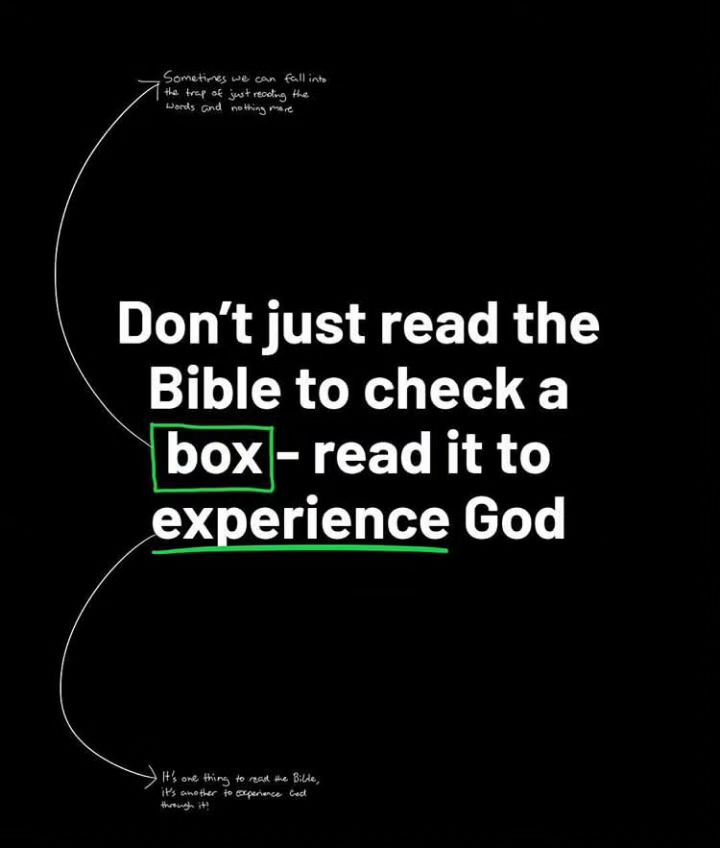 Sometimes we can fall into
the trap of just reading the
words and nothing more
Don't just read the
Bible to check a
box - read it to
experience God
It's one thing to read the Bible,
it's another to experience God
through it!